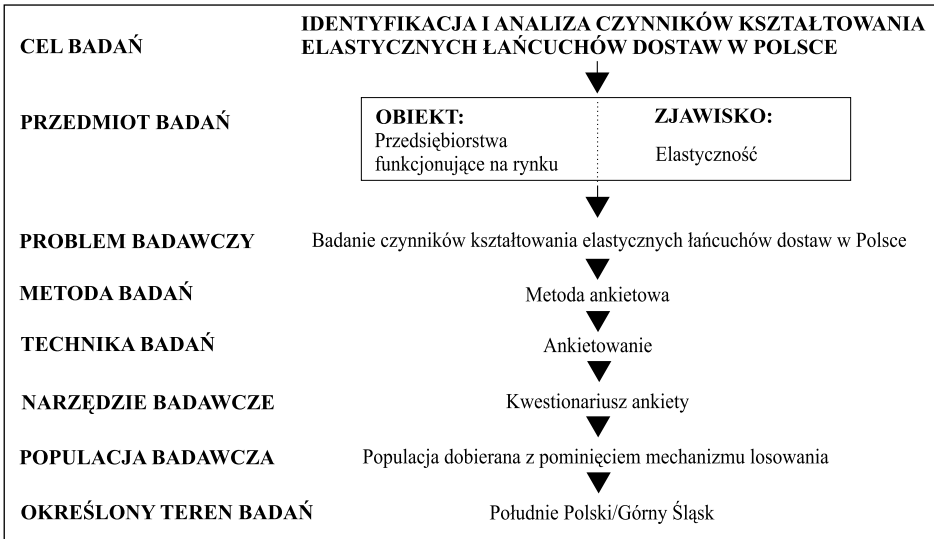 CEL BADAŃ
IDENTYFIKACJA I ANALIZA CZYNNIKÓW KSZTAŁTOWANIA
ELASTYCZNYCH ŁAŃCUCHÓW DOSTAW W POLSCE
PRZEDMIOT BADAŃ
OBIEKT:
Przedsiębiorstwa
funkcjonujące na rynku
ZJAWISKO:
Elastyczność
PROBLEM BADAWCZY
Badanie czynników kształtowania elastycznych łańcuchów dostaw w Polsce
METODA BADAŃ
Metoda ankietowa
TECHNIKA BADAŃ
Ankietowanie
NARZĘDZIE BADAWCZE
Kwestionariusz ankiety
POPULACJA BADAWCZA
Populacja dobierana z pominięciem mechanizmu losowania
OKREŚLONY TEREN BADAŃ
Południe Polski/Górny Śląsk